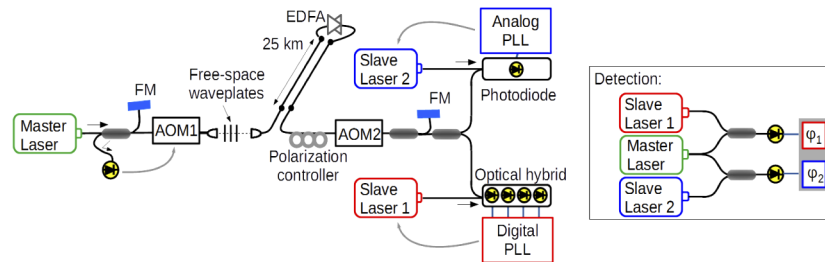 EDFA
25 km
Free-space
waveplates
FM
Master
Laser
AOM1
Polarization
controller
AOM2
FM
Slave
Laser 2
Analog
PLL
Photodiode
Optical hybrid
Slave
Laser 1
Digital
PLL
Detection:
Slave
Laser 1
Master
Laser
Slave
Laser 2
φ1
φ2